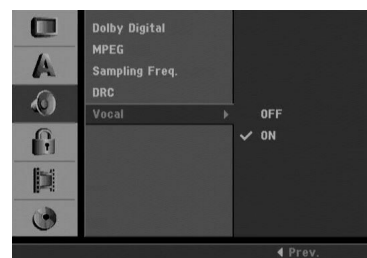 Dolby Digital
MPEG
Sampling Freq.
DRC
Vocal
OFF
ON
Prev.